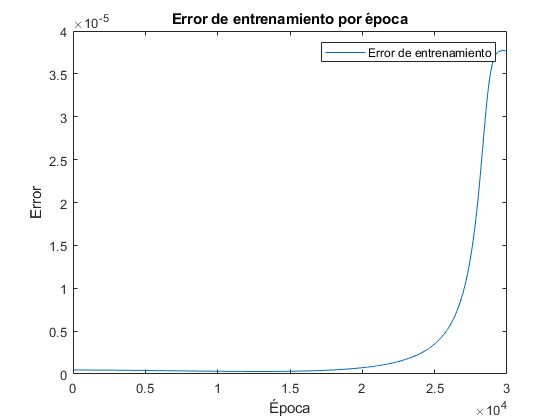 Error de entrenamiento por época
×10^-5
4
3.5
3
2.5
2
1.5
1
0.5
0
Error
Error de entrenamiento
0 0.5 1 1.5 2 2.5 3
Época
×10^4